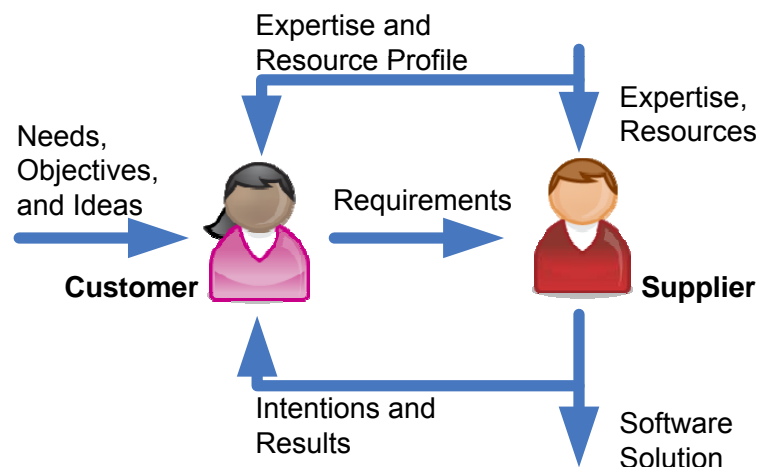 Expertise and
Resource Profile
Expertise,
Resources
Needs,
Objectives,
and Ideas
Requirements
Customer
Supplier
Intentions and
Results
Software
Solution